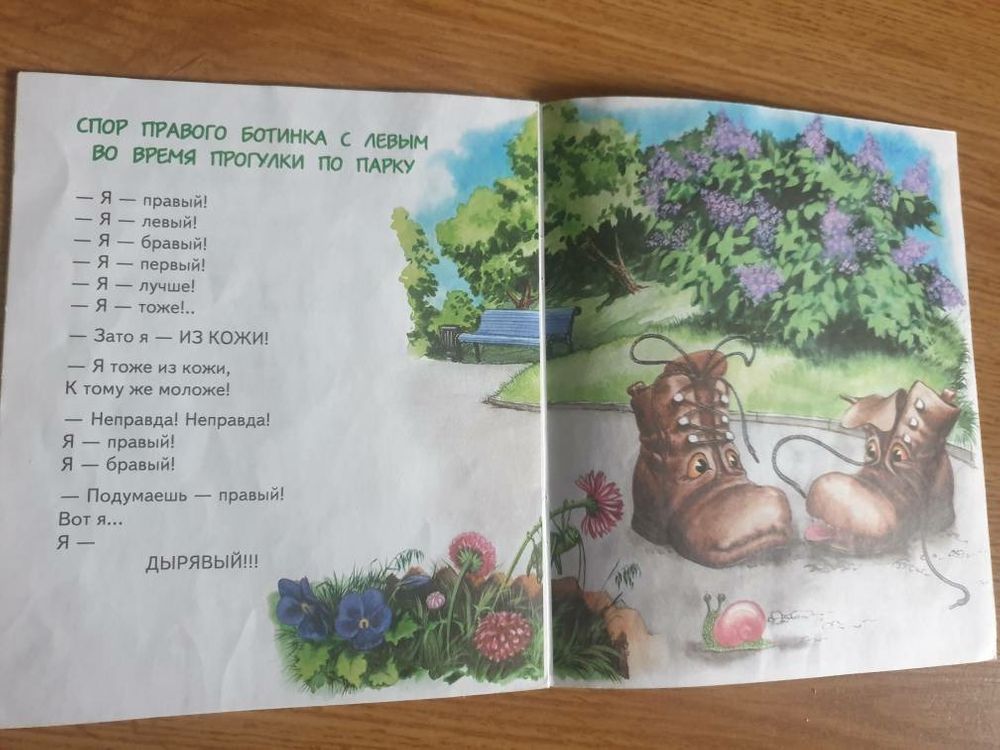 СПОР ПРАВОГО БОТИНКА С ЛЕВЫМ
ВО ВРЕМЯ ПРОГУЛКИ ПО ПАРКУ
— Я — правый!
— Я — левый!
— Я — бравый!
— Я — первый!
— Я — лучше!
— Я — тоже!..
— Зато я — ИЗ КОЖИ!
— Я тоже из кожи,
К тому же моложе!
— Неправда! Неправда!
Я — правый!
Я — бравый!
— Подумаешь — правый!
Вот я...
Я —
ДЫРЯВЫЙ!!!